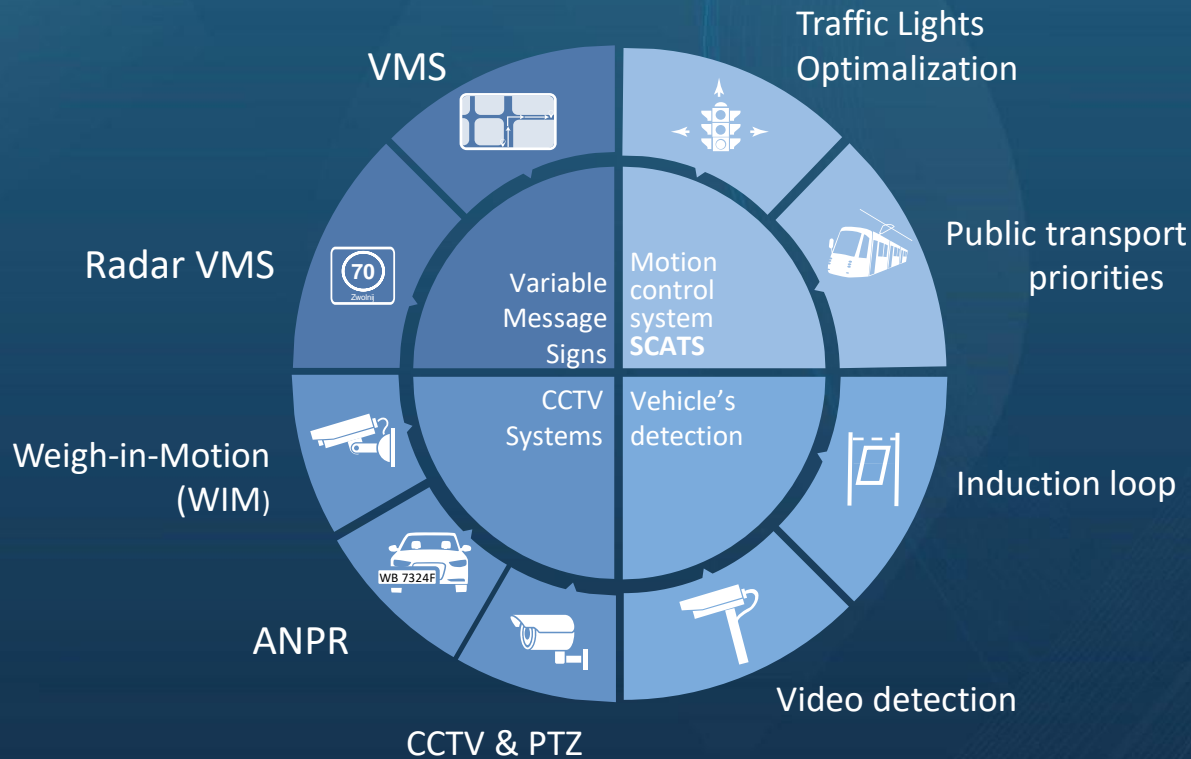 VMS
Traffic Lights
Optimalization
Radar VMS
70
Zwolnij
Public transport
priorities
Variable
Message
Signs
Motion
control
system
SCATS
CCTV
Systems
Vehicle's
detection
Weigh-in-Motion
(WIM)
Induction loop
WB 7324F
ANPR
Video detection
CCTV & PTZ